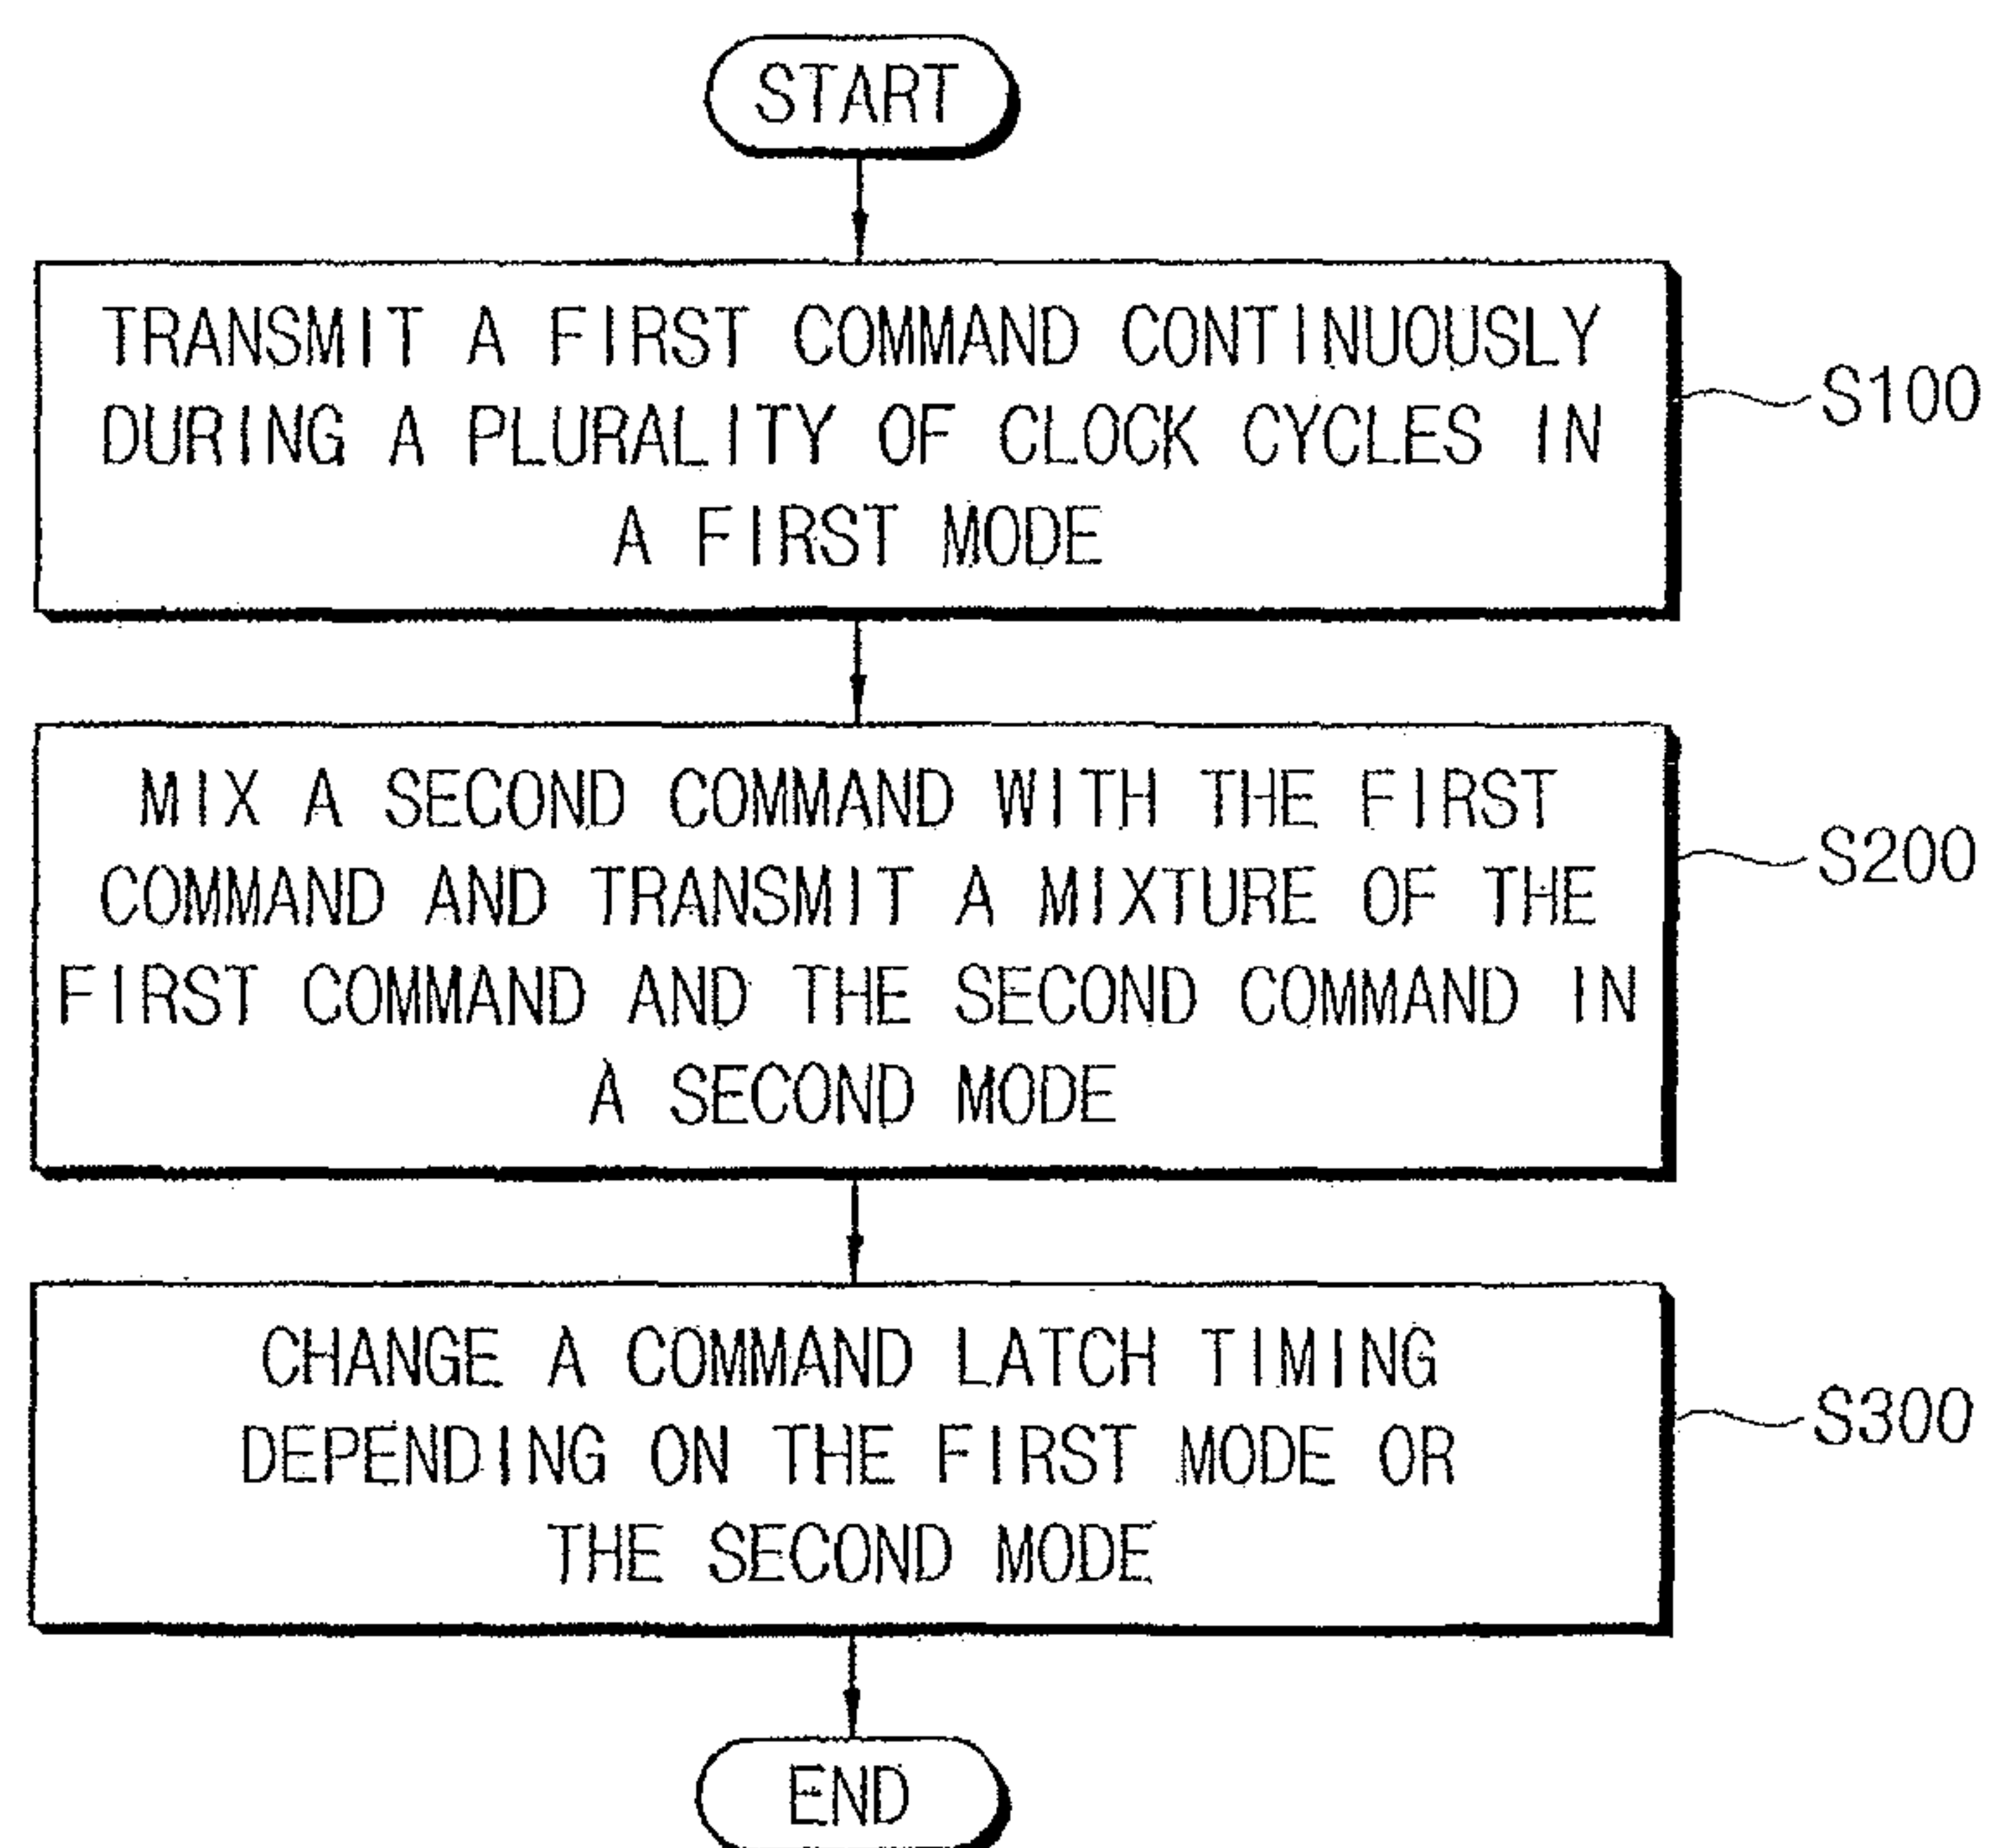 START
TRANSMIT A FIRST COMMAND CONTINUOUSLY
DURING A PLURALITY OF CLOCK CYCLES IN
A FIRST MODE
S100
MIX A SECOND COMMAND WITH THE FIRST
COMMAND AND TRANSMIT A MIXTURE OF THE
FIRST COMMAND AND THE SECOND COMMAND IN
A SECOND MODE
S200
CHANGE A COMMAND LATCH TIMING
DEPENDING ON THE FIRST MODE OR
THE SECOND MODE
S300
END